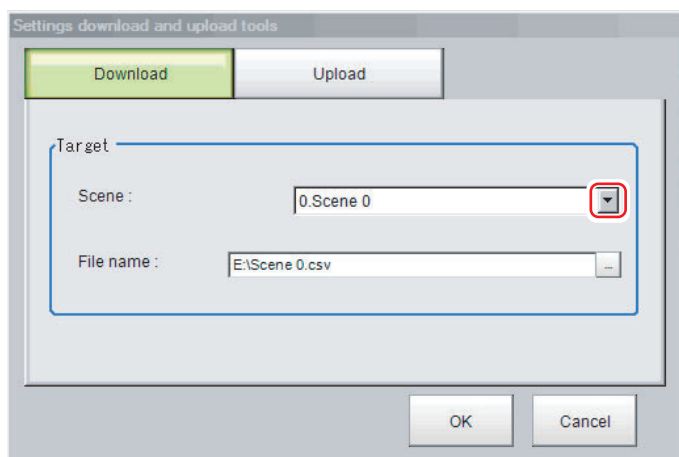 Settings download and upload tools
Download Upload
Target
Scene : 0.Scene 0
File name : E:\Scene 0.csv ...
OK Cancel